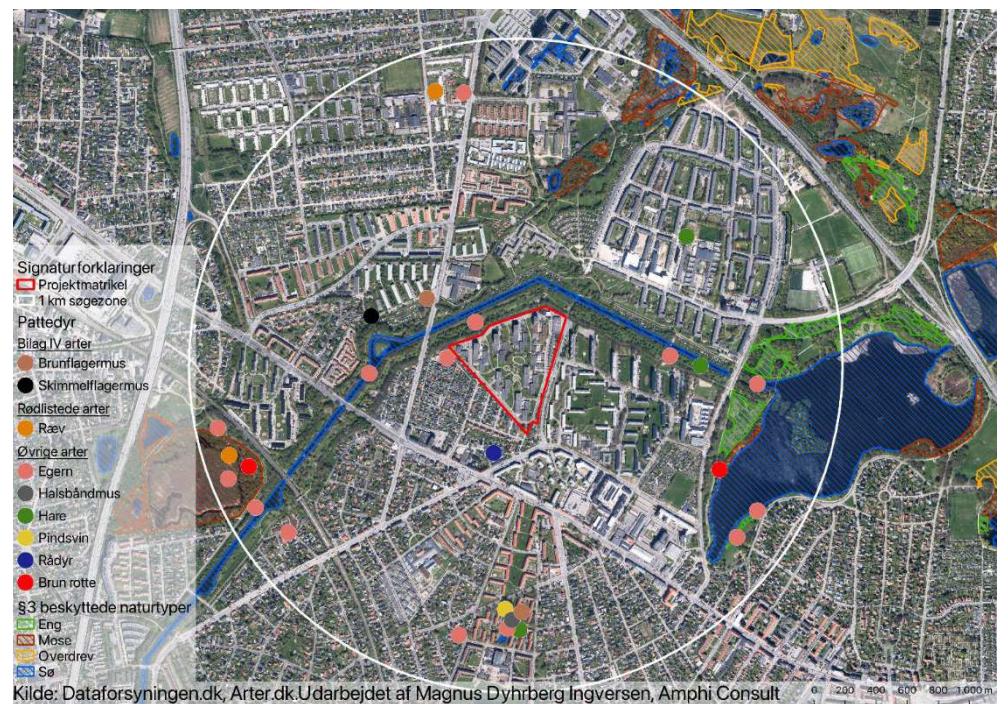 Signaturforklaringer
Projektmatrikel
1 km søgezone
Pattedyr
Bilag IV arter
Brunflagermus
Skimmelflagermus
Rødlistede arter
Ræv
Øvrige arter
Egern
Halsbåndmus
Hare
Pindsvin
Rådyr
Brun rotte
§3 beskyttede naturtyper
Eng
Mose
Overdrev
Sø
Kilde: Dataforsyningen.dk, Arter.dk.Udarbejdet af Magnus Dyhrberg Ingversen, Amphi Consult
0 200 400 600 800 1.000 m